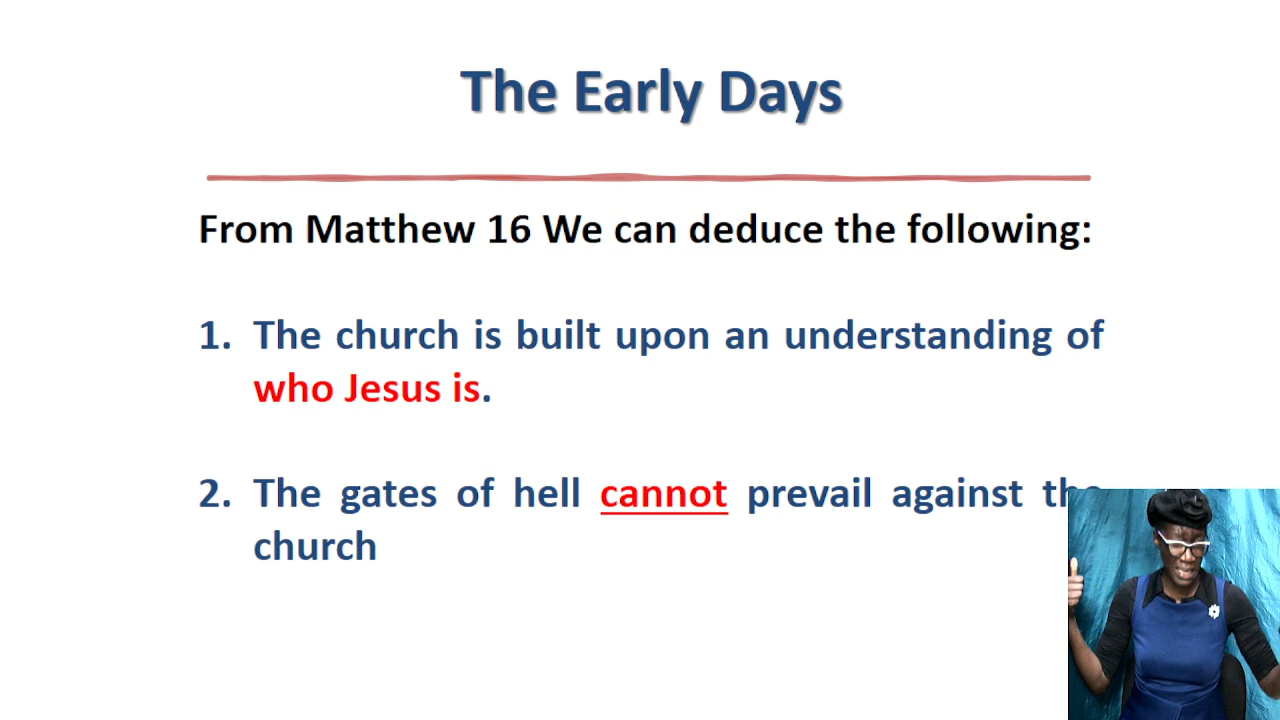 The Early Days
From Matthew 16 We can deduce the following:
1. The church is built upon an understanding of
who Jesus is.
2. The gates of hell cannot prevail against the
church